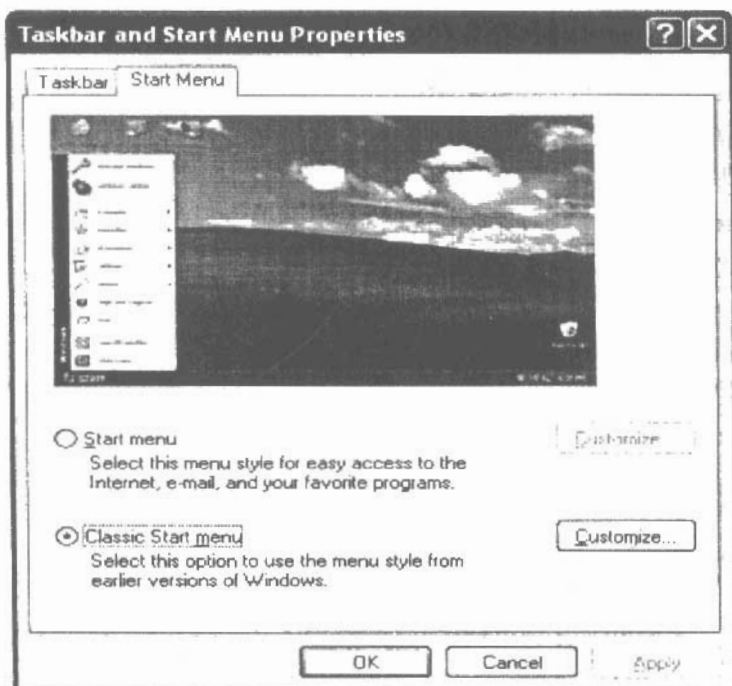 Taskbar and Start Menu Properties
Taskbar Start Menu
Start menu
Customize...
Select this menu style for easy access to the
Internet, e-mail, and your favorite programs.
Classic Start menu
Customize...
Select this option to use the menu style from
earlier versions of Windows.
OK Cancel Apply